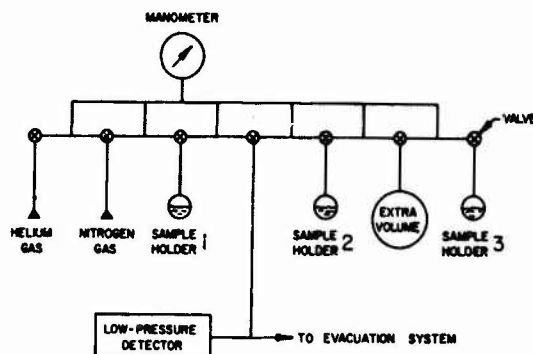 MANOMETER
VALVE
HELIUM
GAS
NITROGEN
GAS
SAMPLE
HOLDER 1
SAMPLE
HOLDER 2
EXTRA
VOLUME
SAMPLE
HOLDER 3
LOW-PRESSURE
DETECTOR
TO EVACUATION SYSTEM